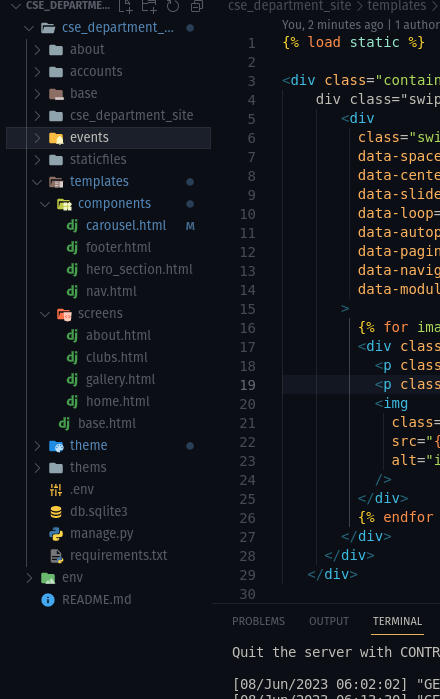 CSE_DEPARTME...
cse_department_...
about
accounts
base
cse_department_site
events
staticfiles
templates
components
carousel.html M
footer.html
hero_section.html
nav.html
screens
about.html
clubs.html
gallery.html
home.html
base.html
theme
thems
.env
db.sqlite3
manage.py
requirements.txt
env
README.md
cse_department_site > templates >
You, 2 minutes ago | 1 author
1 {% load static %}
2
3 <div class="contain
4 div class="swip
5 <div
6 class="swi
7 data-space
8 data-cente
9 data-slide
10 data-loop=
11 data-autop
12 data-pagin
13 data-navig
14 data-modul
15 >
16 {% for ima
17 <div class
18 <p class
19 <p class
20 <img
21 class=
22 src="{
23 alt="i
24 />
25 </div>
26 {% endfor
27 </div>
28 </div>
29 </div>
30
PROBLEMS OUTPUT TERMINAL
Quit the server with CONTR
[08/Jun/2023 06:02:02] "GE